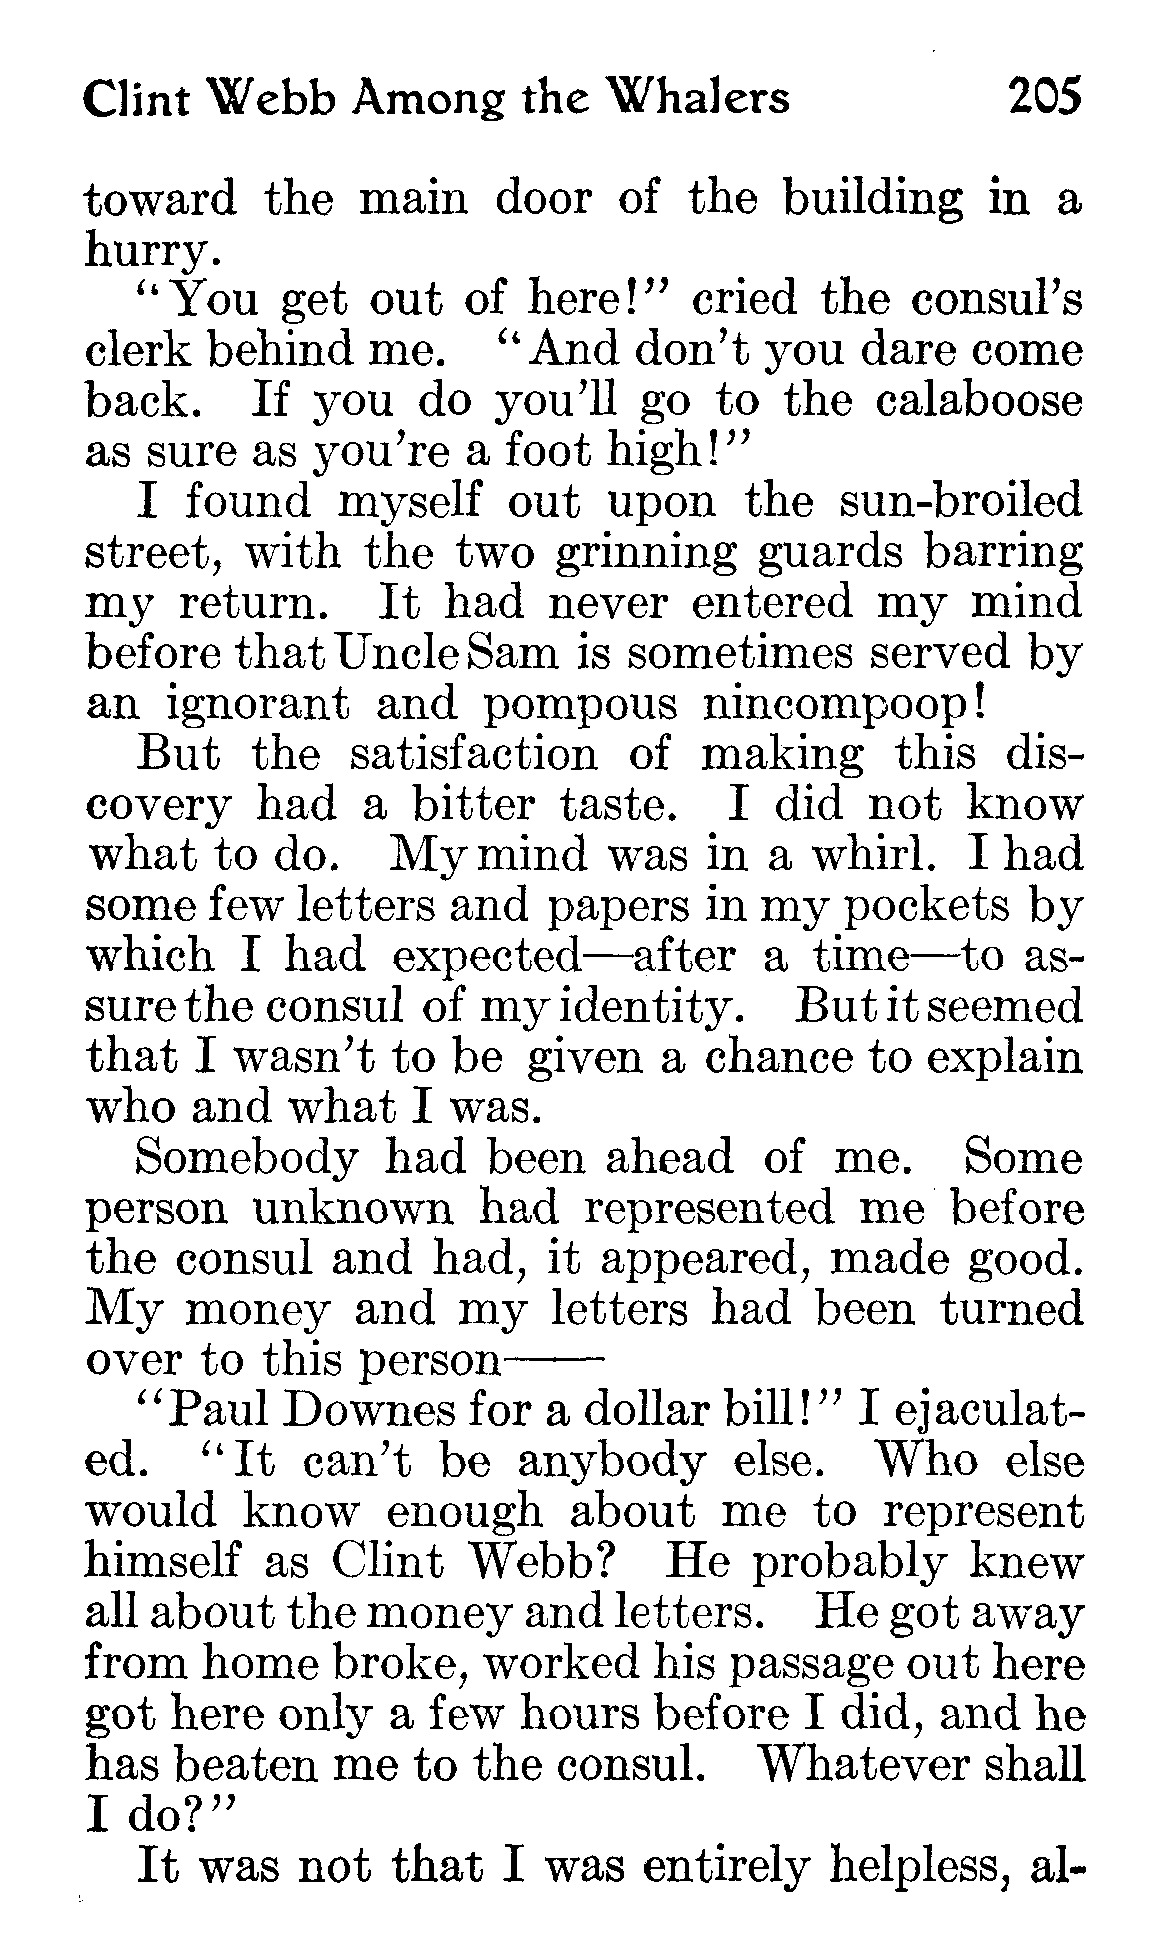 Clint Webb Among the Whalers 205
toward the main door of the building in a
hurry.
“You get out of here!” cried the consul’s
clerk behind me. “And don’t you dare come
back. If you do you’ll go to the calaboose
as sure as you’re a foot high!”
I found myself out upon the sun-broiled
street, with the two grinning guards barring
my return. It had never entered my mind
before that Uncle Sam is sometimes served by
an ignorant and pompous nincompoop!
But the satisfaction of making this dis-
covery had a bitter taste. I did not know
what to do. My mind was in a whirl. I had
some few letters and papers in my pockets by
which I had expected—after a time—to as-
sure the consul of my identity. But it seemed
that I wasn’t to be given a chance to explain
who and what I was.
Somebody had been ahead of me. Some
person unknown had represented me before
the consul and had, it appeared, made good.
My money and my letters had been turned
over to this person——
“Paul Downes for a dollar bill!” I ejaculat-
ed. “It can’t be anybody else. Who else
would know enough about me to represent
himself as Clint Webb? He probably knew
all about the money and letters. He got away
from home broke, worked his passage out here
got here only a few hours before I did, and he
has beaten me to the consul. Whatever shall
I do?”
It was not that I was entirely helpless, al-